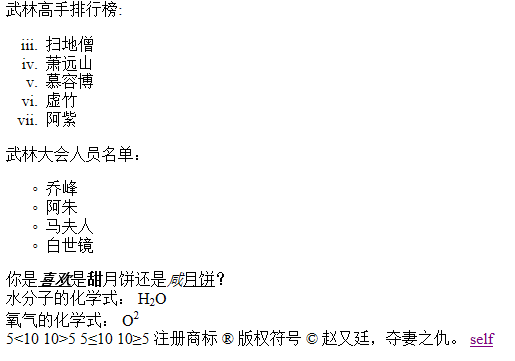 武林高手排行榜:
iii. 扫地僧
iv. 萧远山
v. 慕容博
vi. 虚竹
vii. 阿紫
武林大会人员名单：
◦ 乔峰
◦ 阿朱
◦ 马夫人
◦ 白世镜
你是喜欢是甜月饼还是咸月饼？
水分子的化学式： H₂O
氧气的化学式： O²
5<10 10>5 5≤10 10≥5 注册商标 ® 版权符号 © 赵又廷，夺妻之仇。 self